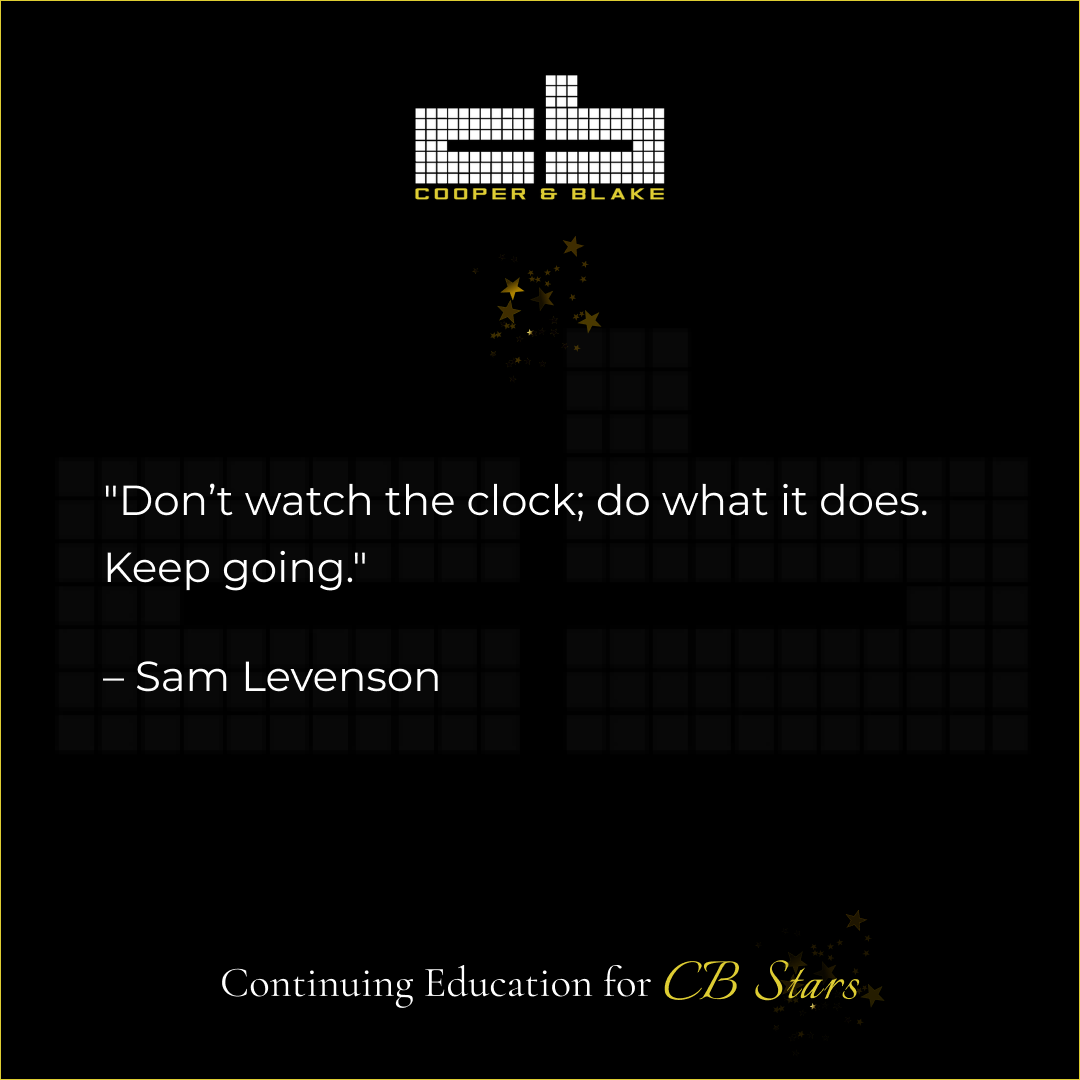 cb
COOPER & BLAKE
"Don’t watch the clock; do what it does.
Keep going."
– Sam Levenson
Continuing Education for CB Stars